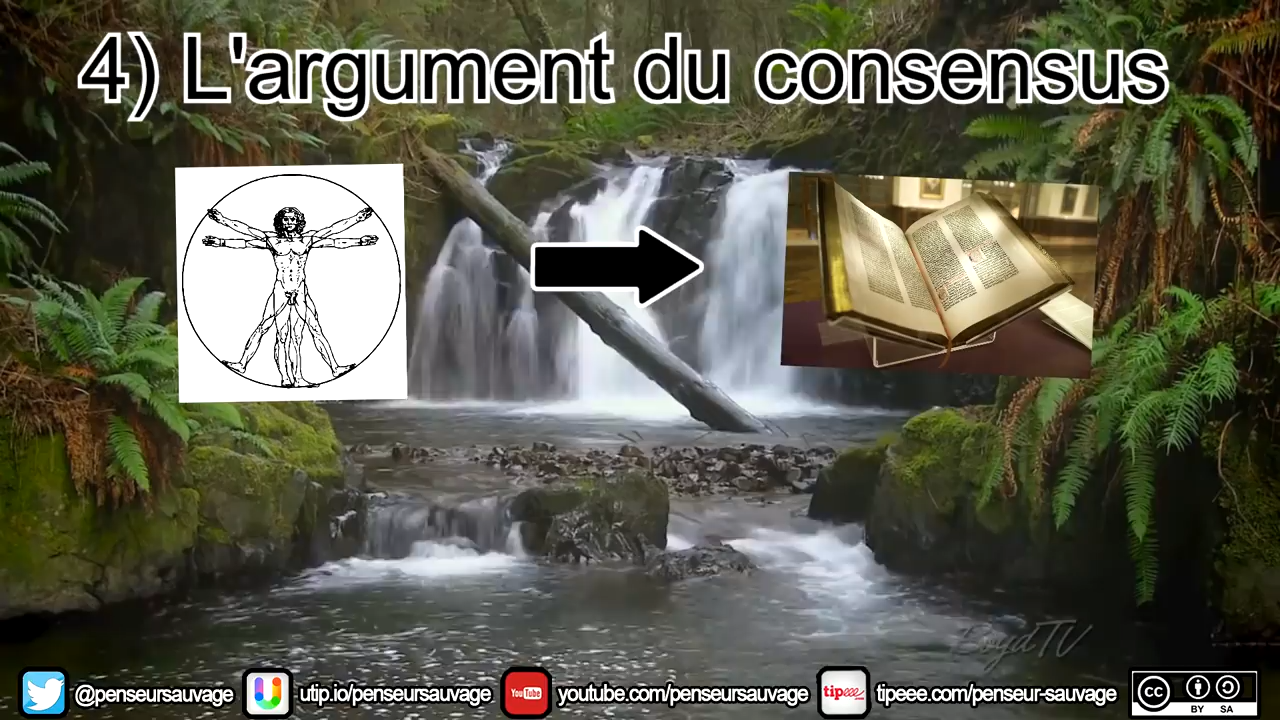 4) L'argument du consensus
BoydTV
@penseursauvage
utip.io/penseursauvage
YouTube
youtube.com/penseursauvage
tipeee
tipeee.com/penseur-sauvage
cc
BY SA